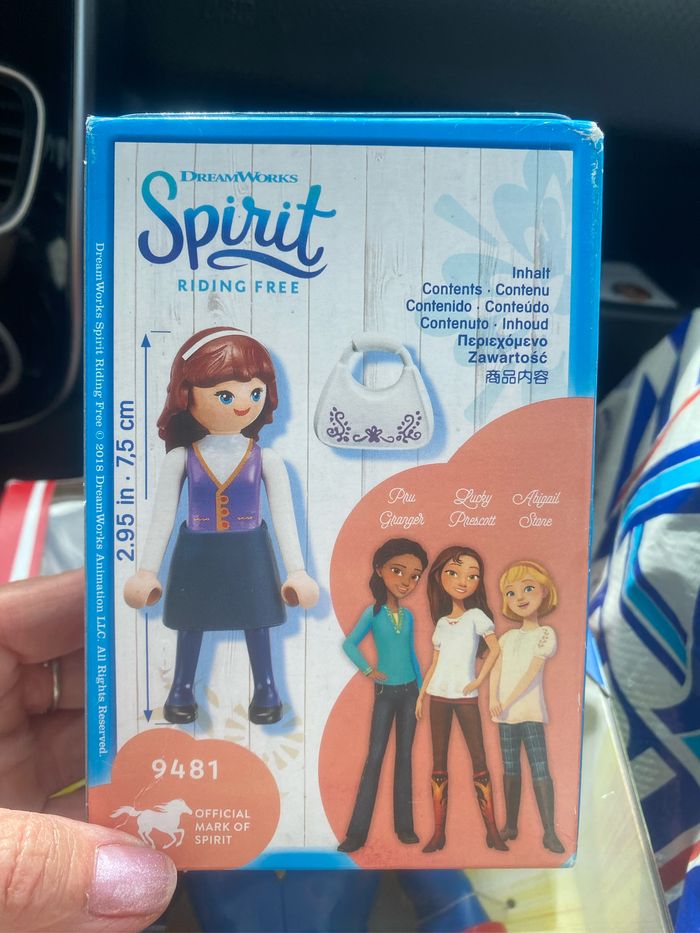 DREAMWORKS
Spirit
RIDING FREE
Inhalt
Contents · Contenu
Contenido · Conteúdo
Contenuto · Inhoud
Περιεχόμενο
Zawartość
商品内容
2.95 in · 7,5 cm
DreamWorks Spirit Riding Free © 2018 DreamWorks Animation LLC. All Rights Reserved.
Pru Granger
Lucky Prescott
Abigail Stone
9481
OFFICIAL
MARK OF
SPIRIT